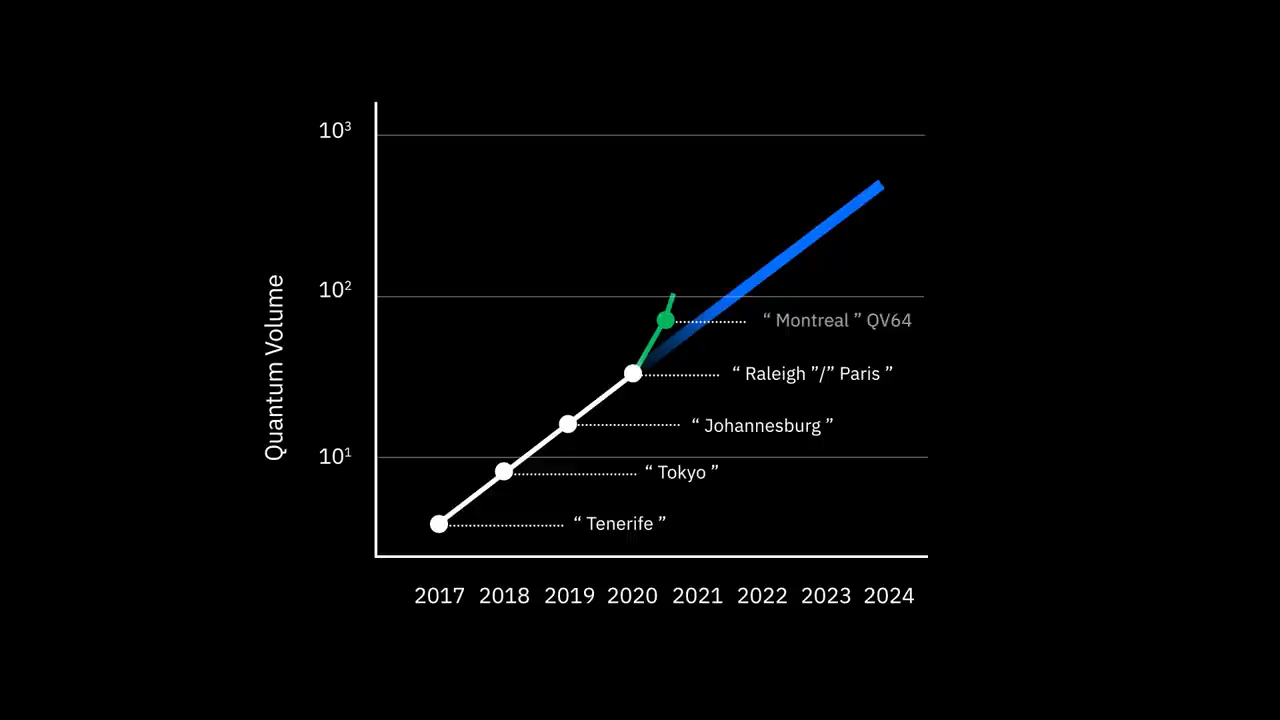 10³
10²
10¹
Quantum Volume
“ Montreal ” QV64
“ Raleigh ”/” Paris ”
“ Johannesburg ”
“ Tokyo ”
“ Tenerife ”
2017 2018 2019 2020 2021 2022 2023 2024